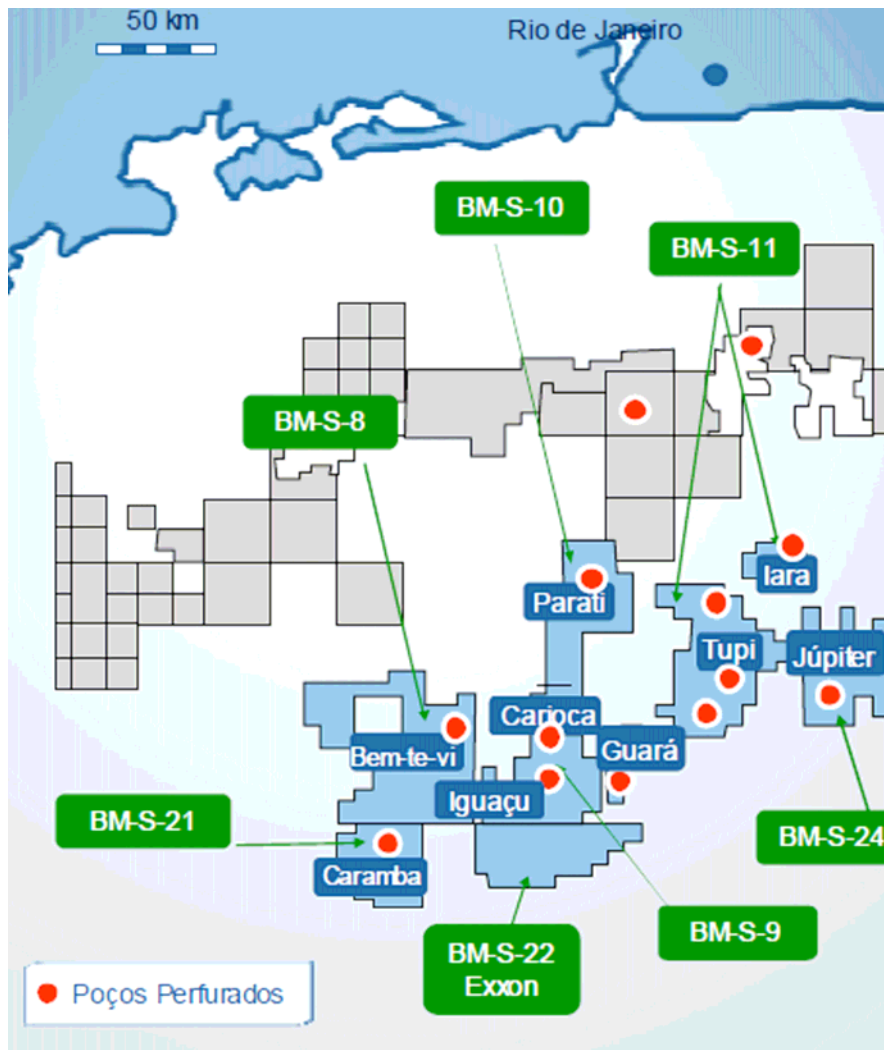 50 km
Rio de Janeiro
BM-S-10
BM-S-11
BM-S-8
Iara
Parati
Tupi
Júpiter
Carioca
Guará
Bem-te-vi
Iguaçu
BM-S-21
BM-S-24
Caramba
BM-S-9
BM-S-22
Exxon
Poços Perfurados